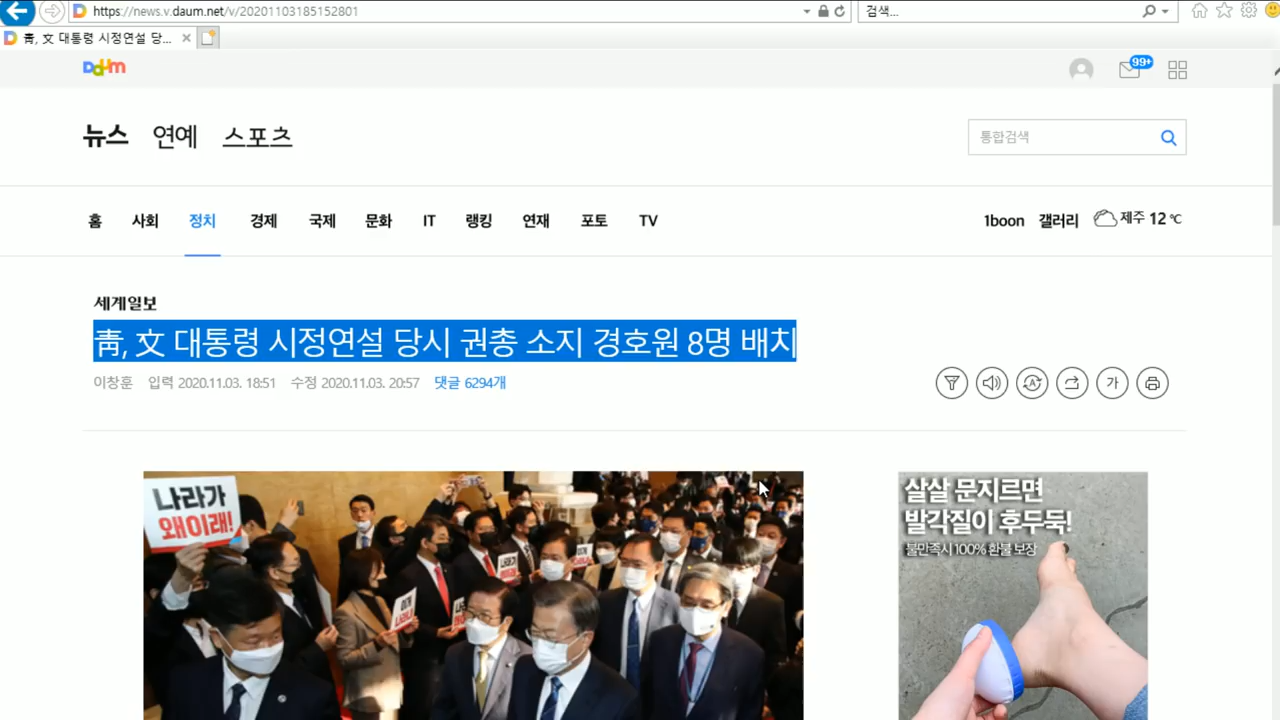 https://news.v.daum.net/v/20201103185152801
검색...
靑, 文 대통령 시정연설 당...
Daum
99+
뉴스 연예 스포츠
통합검색
홈 사회 정치 경제 국제 문화 IT 랭킹 연재 포토 TV
1boon 갤러리 제주 12 ℃
세계일보
靑, 文 대통령 시정연설 당시 권총 소지 경호원 8명 배치
이창훈 입력 2020.11.03. 18:51 수정 2020.11.03. 20:57 댓글 6294개
가
나라가
왜이래!
살살 문지르면
발각질이 후두둑!
불만족시 100% 환불 보장